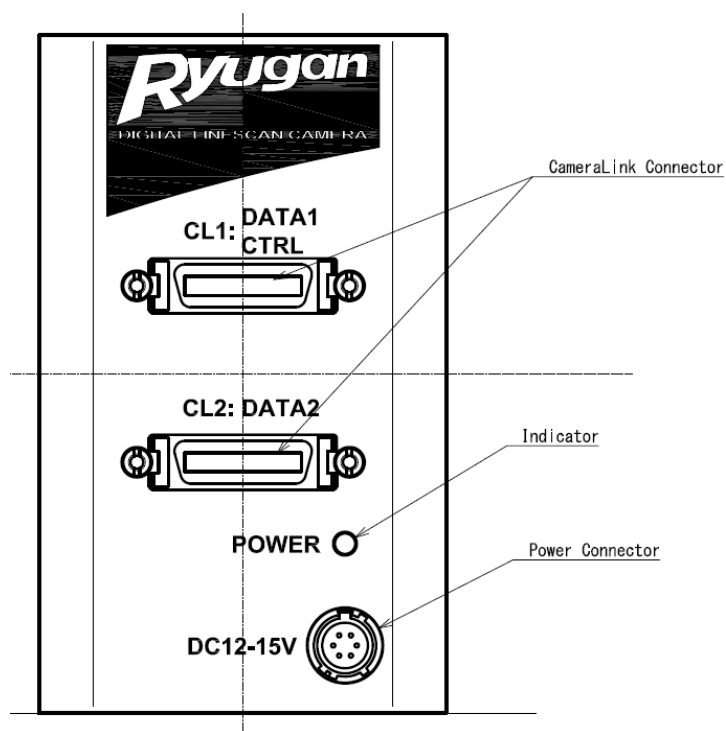 Ryugan
DIGITAL LINESCAN CAMERA
CameraLink Connector
CL1: DATA1
CTRL
CL2: DATA2
Indicator
POWER
Power Connector
DC12-15V